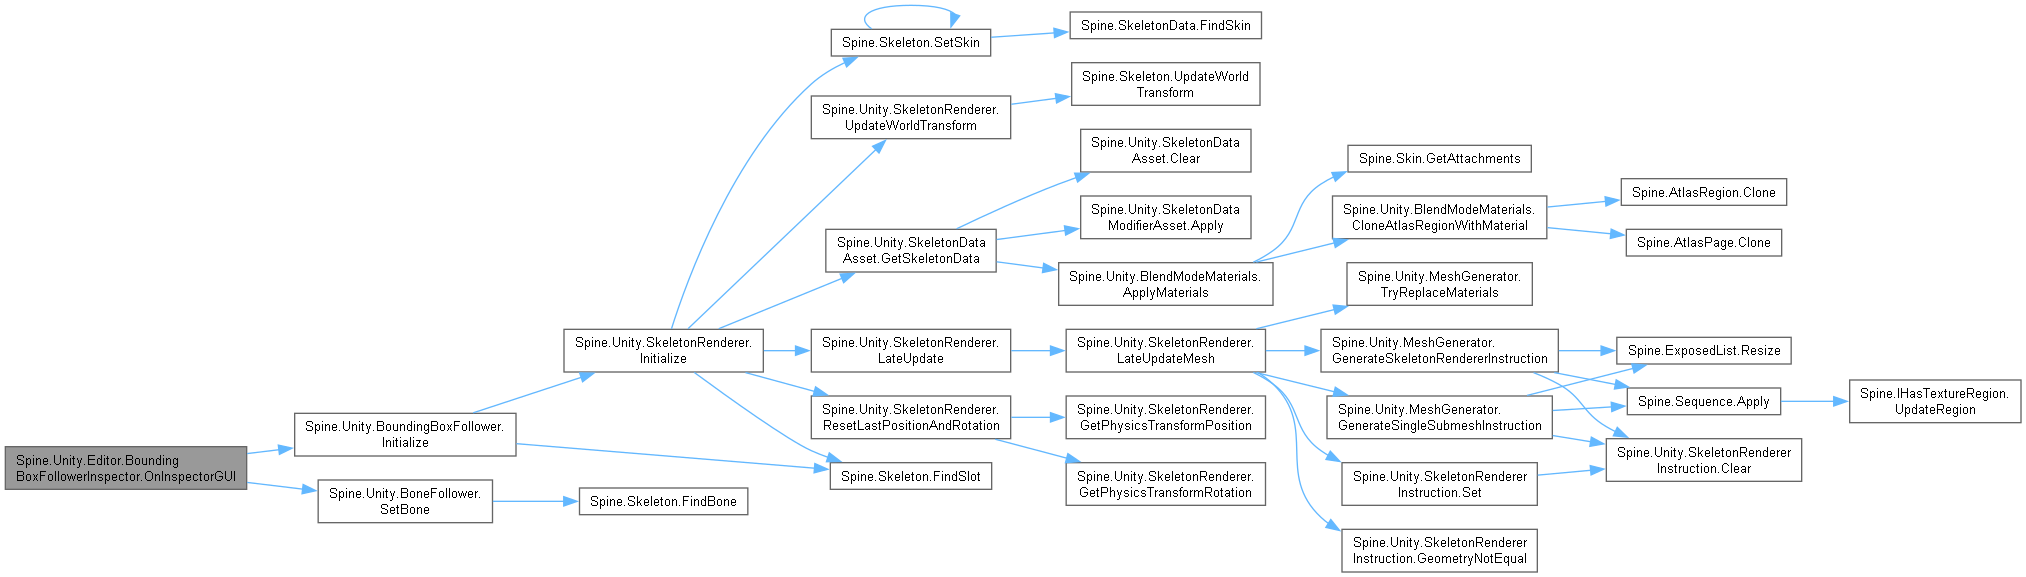 Spine.Unity.Editor.Bounding
BoxFollowerInspector.OnInspectorGUI
Spine.Unity.BoundingBoxFollower.
Initialize
Spine.Unity.BoneFollower.
SetBone
Spine.Unity.SkeletonRenderer.
Initialize
Spine.Skeleton.FindBone
Spine.Skeleton.SetSkin
Spine.Unity.SkeletonRenderer.
UpdateWorldTransform
Spine.Unity.SkeletonData
Asset.GetSkeletonData
Spine.Unity.SkeletonRenderer.
LateUpdate
Spine.Unity.SkeletonRenderer.
ResetLastPositionAndRotation
Spine.Skeleton.FindSlot
Spine.SkeletonData.FindSkin
Spine.Skeleton.UpdateWorld
Transform
Spine.Unity.SkeletonData
Asset.Clear
Spine.Unity.SkeletonData
ModifierAsset.Apply
Spine.Unity.BlendModeMaterials.
ApplyMaterials
Spine.Unity.SkeletonRenderer.
LateUpdateMesh
Spine.Unity.SkeletonRenderer.
GetPhysicsTransformPosition
Spine.Unity.SkeletonRenderer.
GetPhysicsTransformRotation
Spine.Skin.GetAttachments
Spine.Unity.BlendModeMaterials.
CloneAtlasRegionWithMaterial
Spine.Unity.MeshGenerator.
TryReplaceMaterials
Spine.Unity.MeshGenerator.
GenerateSkeletonRendererInstruction
Spine.Unity.MeshGenerator.
GenerateSingleSubmeshInstruction
Spine.Unity.SkeletonRenderer
Instruction.Set
Spine.Unity.SkeletonRenderer
Instruction.GeometryNotEqual
Spine.AtlasRegion.Clone
Spine.AtlasPage.Clone
Spine.ExposedList.Resize
Spine.Sequence.Apply
Spine.Unity.SkeletonRenderer
Instruction.Clear
Spine.IHasTextureRegion.
UpdateRegion